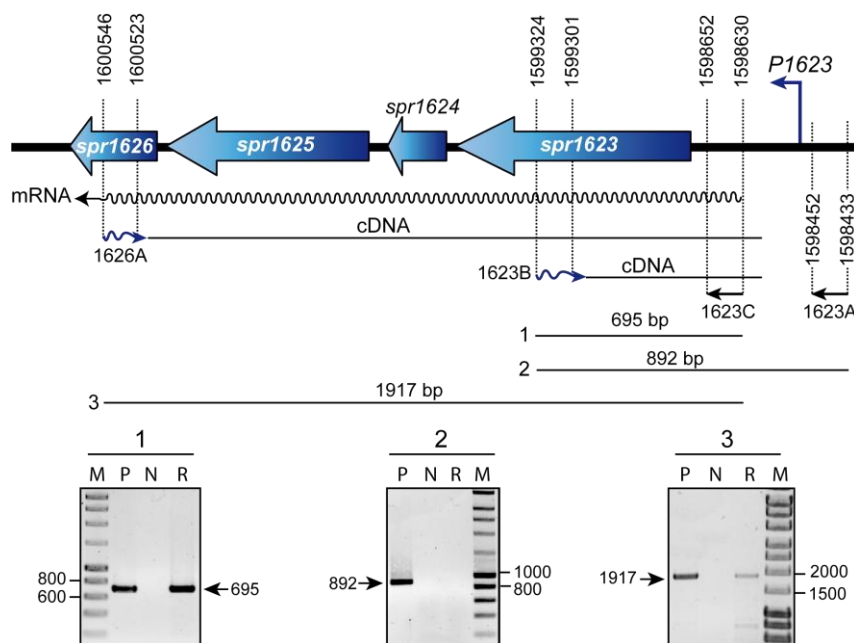 1600546
1600523
1599324
1599301
1598652
1598630
P1623
spr1626
spr1625
spr1624
spr1623
mRNA
1598452
1598433
cDNA
1626A
1623B
cDNA
1623C
1623A
1 695 bp
2 892 bp
3 1917 bp
1
2
3
M P N R
P N R M
P N R M
800
600
695
892
1000
800
1917
2000
1500